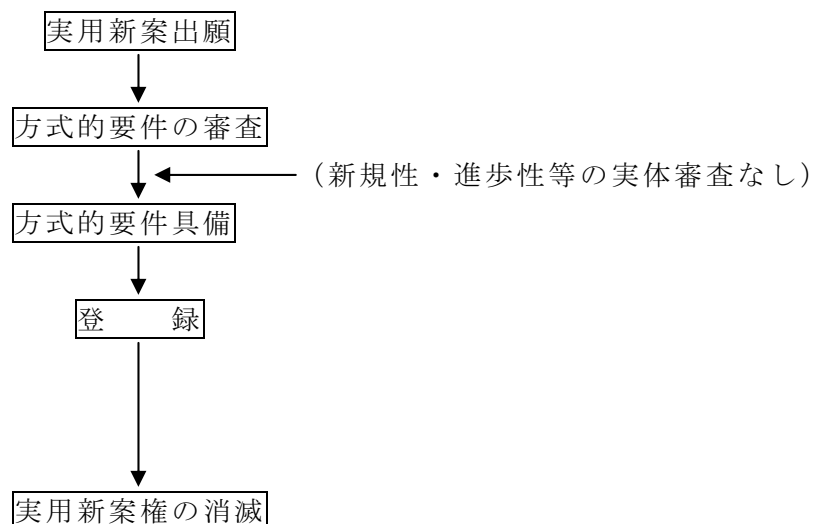 実用新案出願
方式的要件の審査
(新規性・進歩性等の実体審査なし)
方式的要件具備
登　　録
実用新案権の消滅